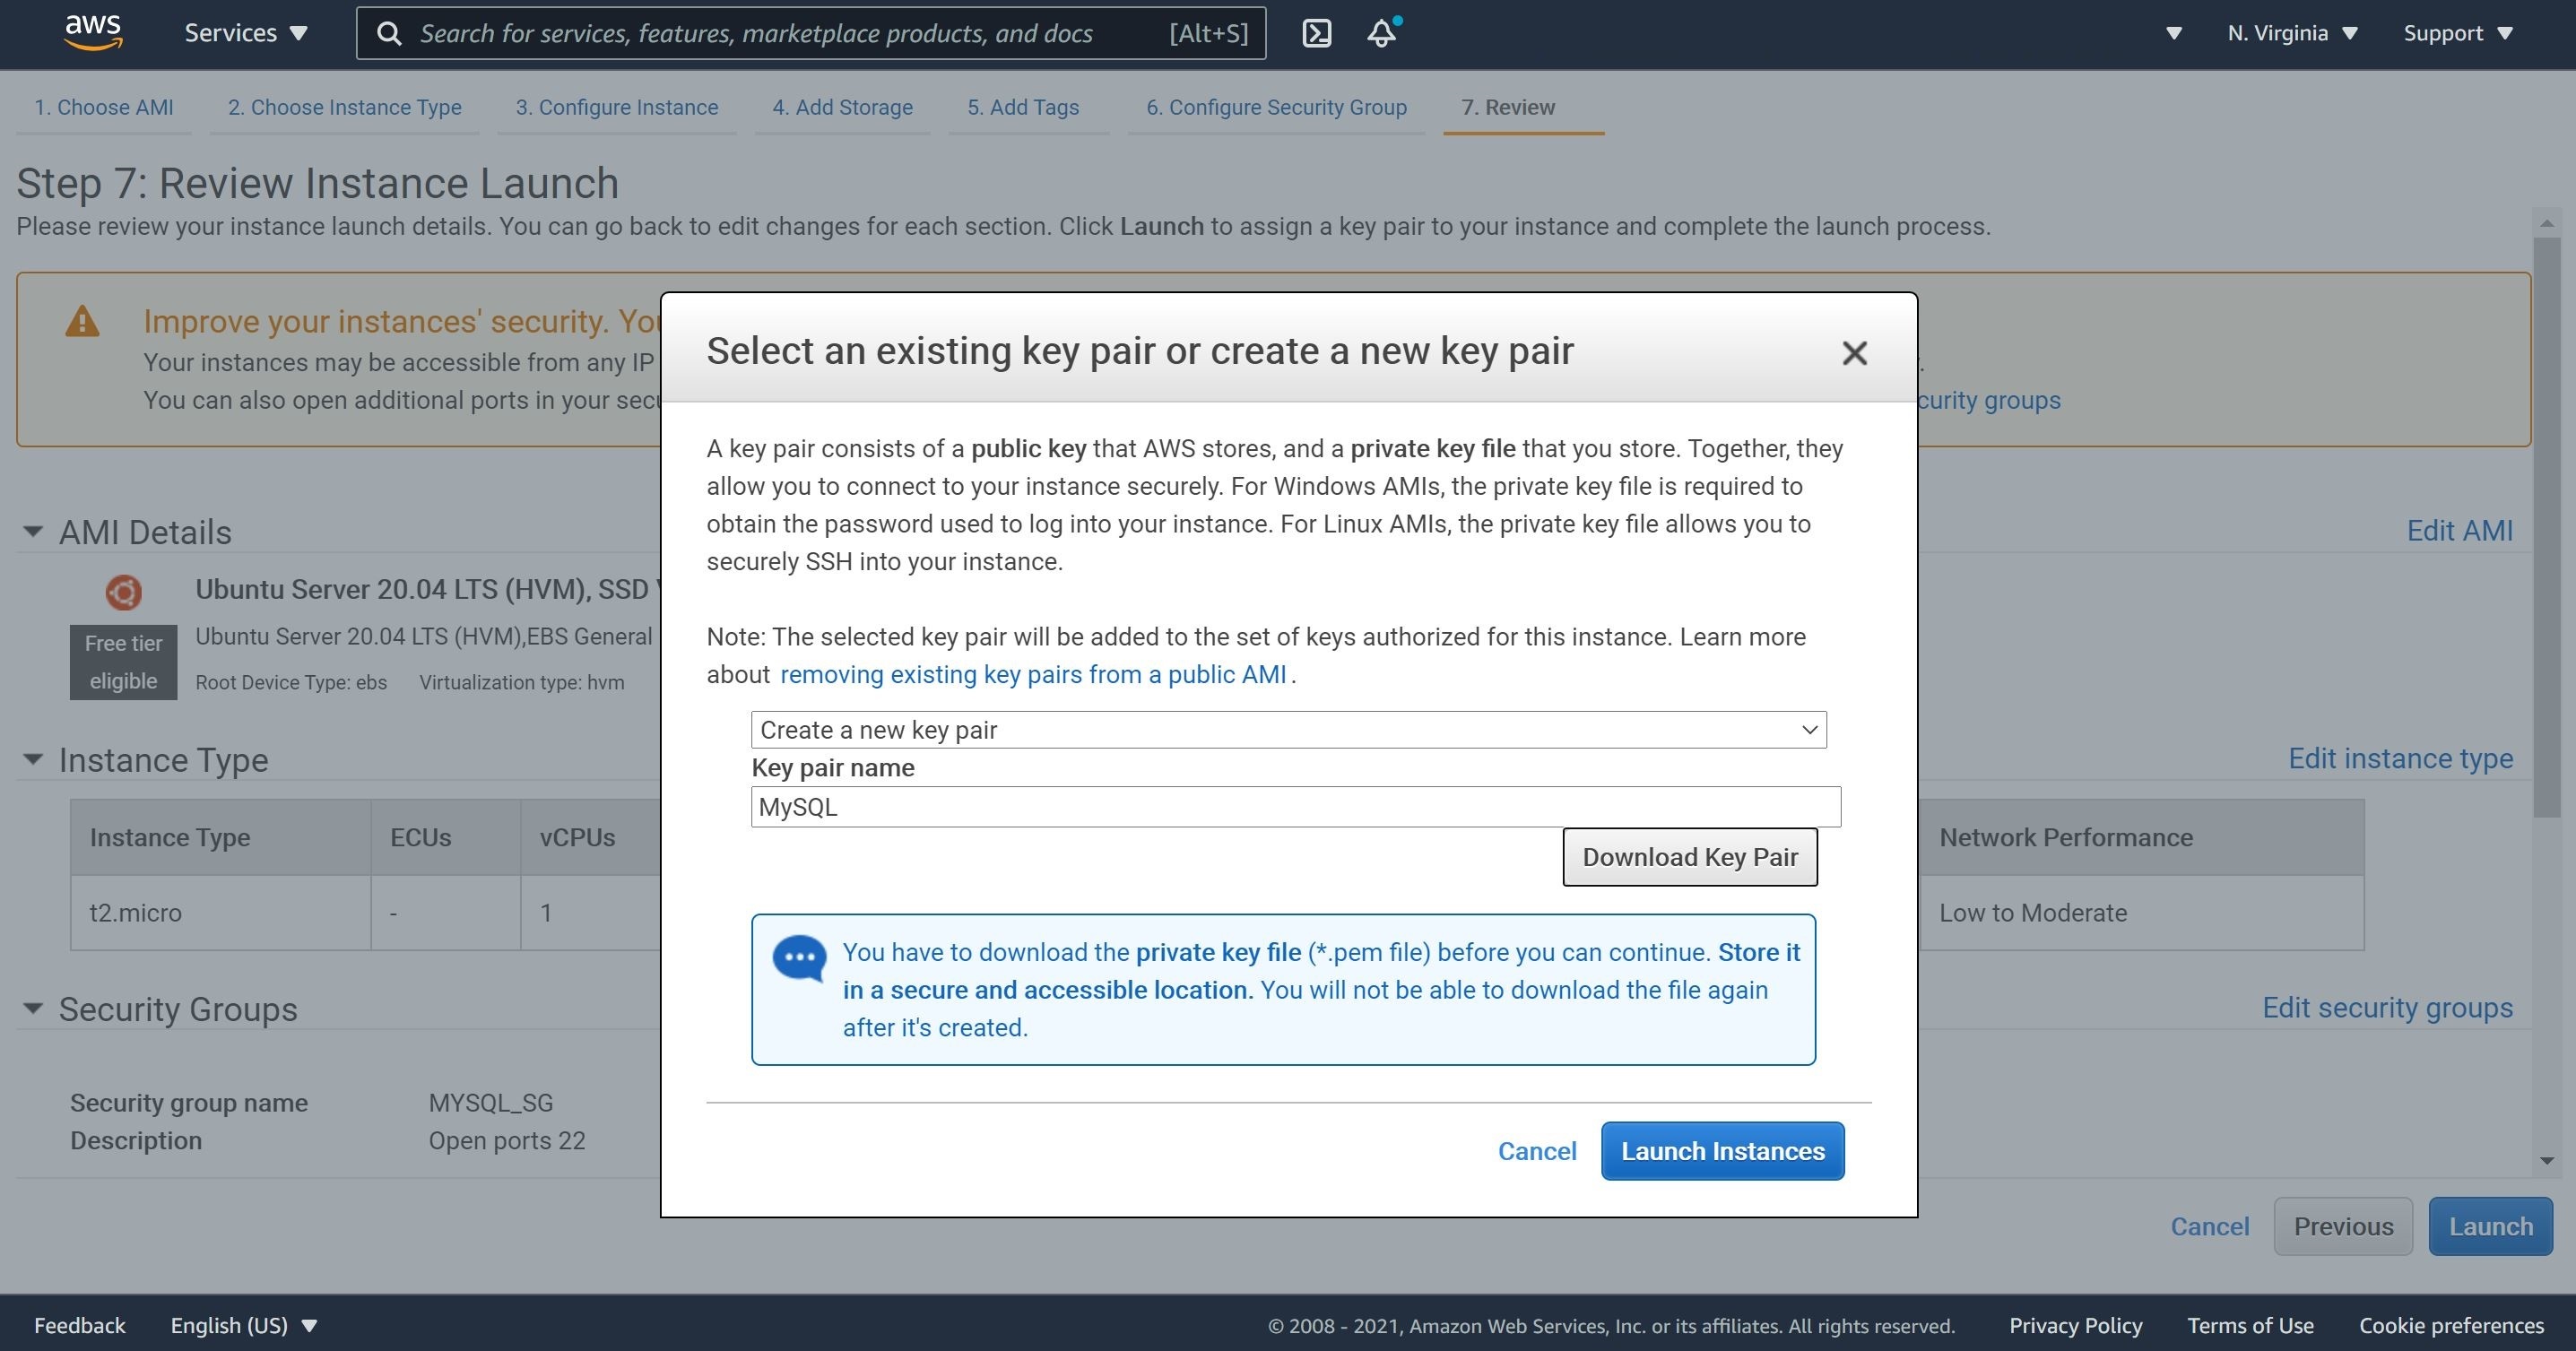 aws
Services
Search for services, features, marketplace products, and docs
[Alt+S]
N. Virginia
Support
1. Choose AMI
2. Choose Instance Type
3. Configure Instance
4. Add Storage
5. Add Tags
6. Configure Security Group
7. Review
Step 7: Review Instance Launch
Please review your instance launch details. You can go back to edit changes for each section. Click Launch to assign a key pair to your instance and complete the launch process.
Improve your instances' security.
Your instances may be accessible from any IP
You can also open additional ports in your
security groups
AMI Details
Edit AMI
Ubuntu Server 20.04 LTS (HVM), SSD
Free tier
eligible
Ubuntu Server 20.04 LTS (HVM),EBS General
Root Device Type: ebs
Virtualization type: hvm
Instance Type
Edit instance type
Instance Type
ECUs
vCPUs
Network Performance
t2.micro
-
1
Low to Moderate
Security Groups
Edit security groups
Security group name
MYSQL_SG
Description
Open ports 22
Select an existing key pair or create a new key pair
A key pair consists of a public key that AWS stores, and a private key file that you store. Together, they
allow you to connect to your instance securely. For Windows AMIs, the private key file is required to
obtain the password used to log into your instance. For Linux AMIs, the private key file allows you to
securely SSH into your instance.
Note: The selected key pair will be added to the set of keys authorized for this instance. Learn more
about removing existing key pairs from a public AMI.
Create a new key pair
Key pair name
MySQL
Download Key Pair
You have to download the private key file (*.pem file) before you can continue. Store it
in a secure and accessible location. You will not be able to download the file again
after it's created.
Cancel
Launch Instances
Cancel
Previous
Launch
Feedback
English (US)
© 2008 - 2021, Amazon Web Services, Inc. or its affiliates. All rights reserved.
Privacy Policy
Terms of Use
Cookie preferences